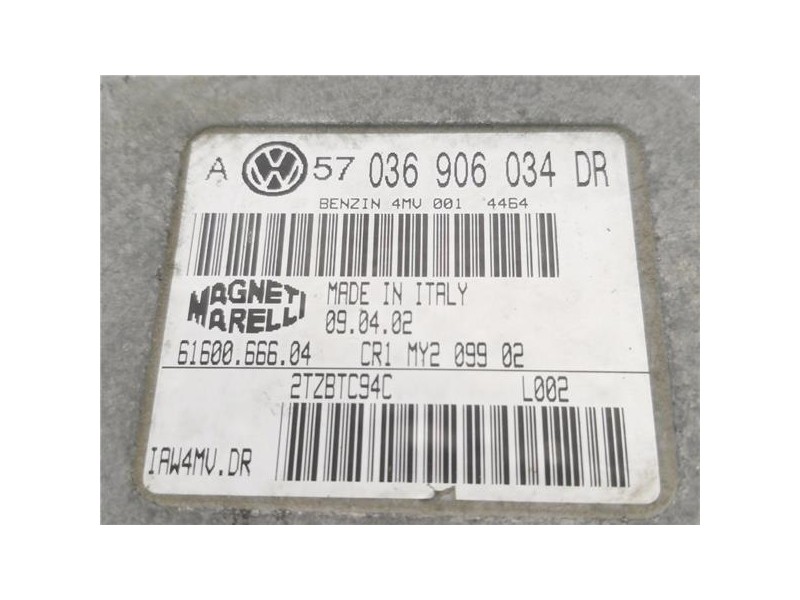 A VW 57 036 906 034 DR
BENZIN 4MV 001 4464
MAGNETI MARELLI
MADE IN ITALY
09.04.02
61600.666.04 CR1 MY2 099 02
2TZBTC94C L002
IAW4MV.DR